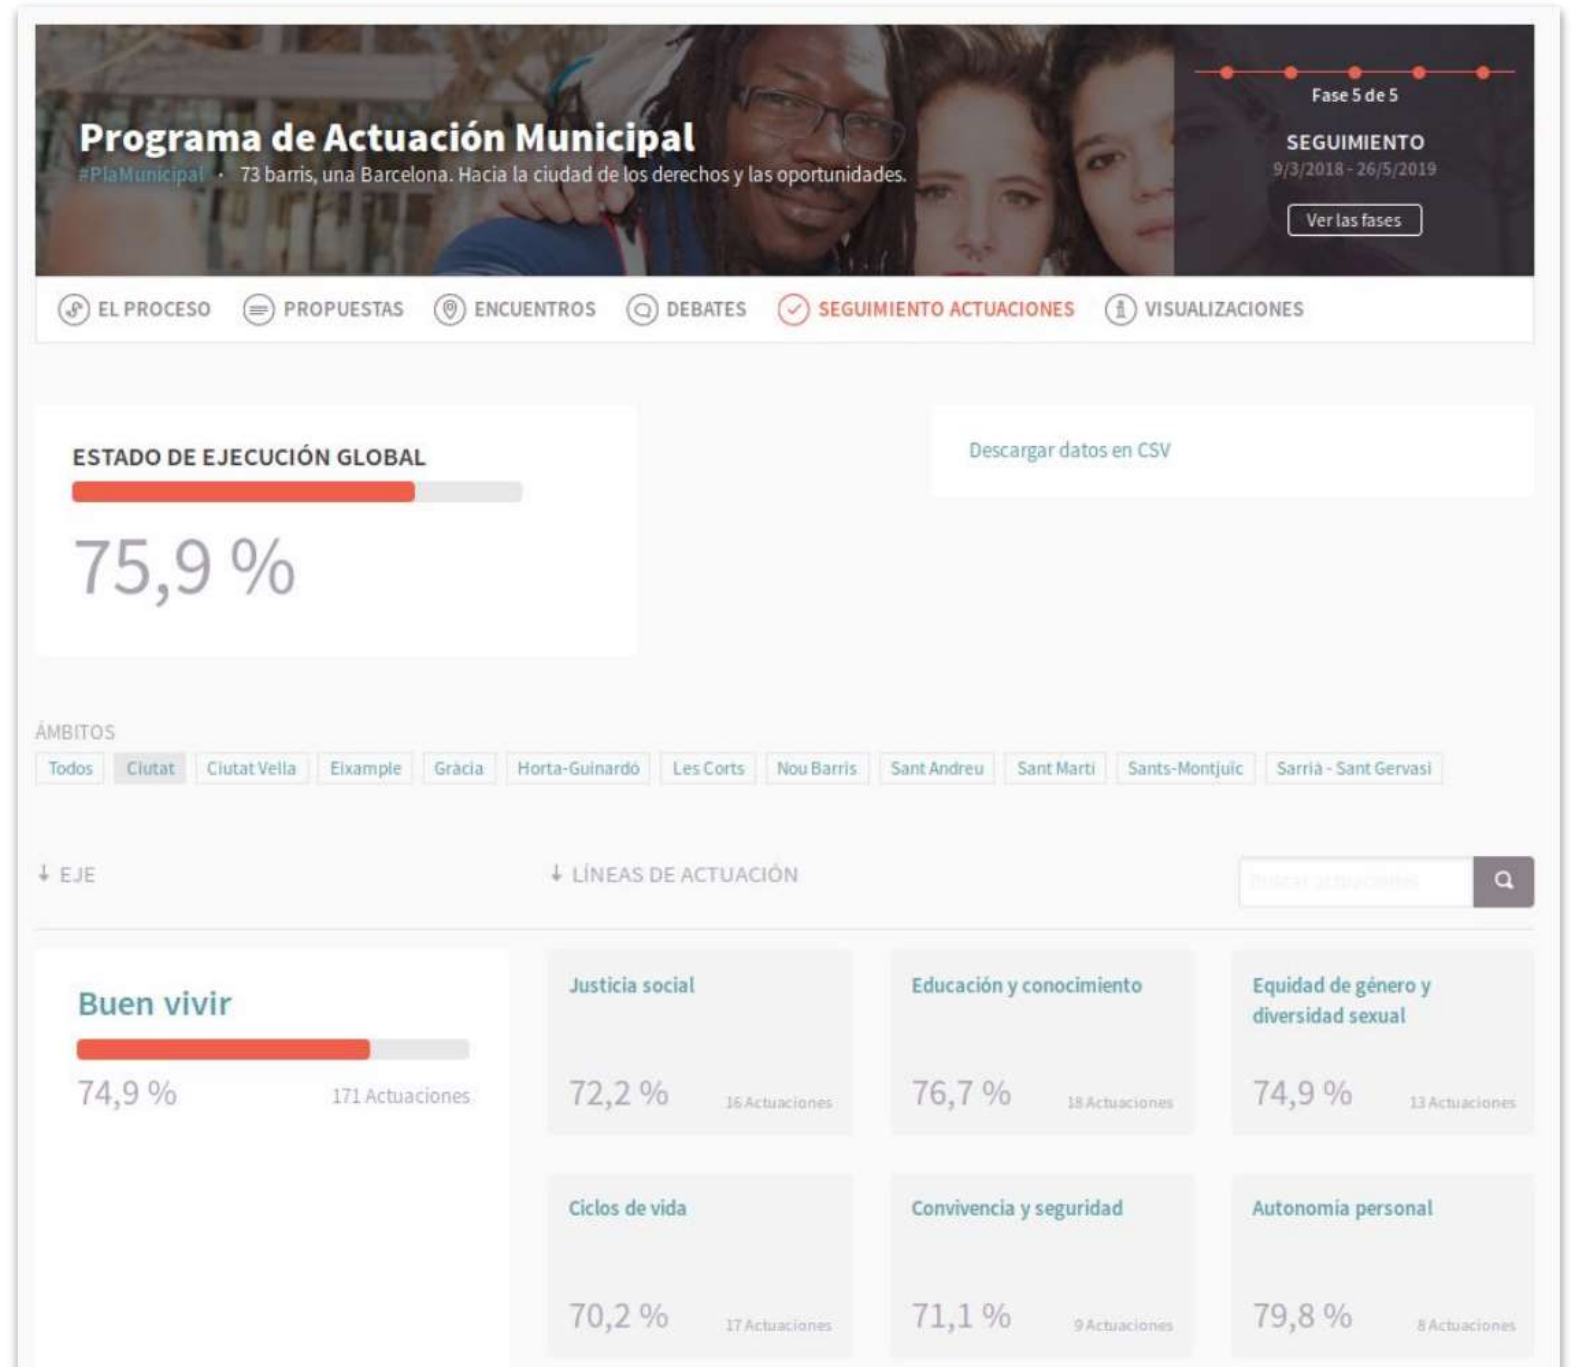 Programa de Actuación Municipal
#PlaMunicipal · 73 barris, una Barcelona. Hacia la ciudad de los derechos y las oportunidades.
Fase 5 de 5
SEGUIMIENTO
9/3/2018 - 26/5/2019
Ver las fases
EL PROCESO PROPUESTAS ENCUENTROS DEBATES SEGUIMIENTO ACTUACIONES VISUALIZACIONES
ESTADO DE EJECUCIÓN GLOBAL
75,9 %
Descargar datos en CSV
ÁMBITOS
Todos Ciutat Ciutat Vella Eixample Gràcia Horta-Guinardó Les Corts Nou Barris Sant Andreu Sant Martí Sants-Montjuïc Sarrià - Sant Gervasi
↓ EJE
↓ LÍNEAS DE ACTUACIÓN
Buscar actuaciones
Buen vivir
74,9 % 171 Actuaciones
Justicia social
72,2 % 16 Actuaciones
Educación y conocimiento
76,7 % 18 Actuaciones
Equidad de género y
diversidad sexual
74,9 % 13 Actuaciones
Ciclos de vida
70,2 % 17 Actuaciones
Convivencia y seguridad
71,1 % 9 Actuaciones
Autonomía personal
79,8 % 8 Actuaciones